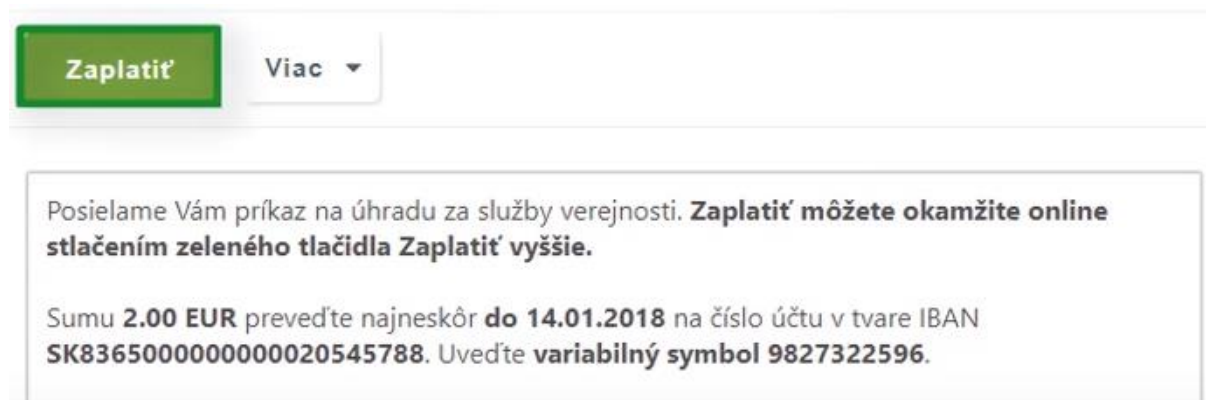 Zaplatiť Viac
Posielame Vám príkaz na úhradu za služby verejnosti. Zaplatiť môžete okamžite online
stlačením zeleného tlačidla Zaplatiť vyššie.
Sumu 2.00 EUR preveďte najneskôr do 14.01.2018 na číslo účtu v tvare IBAN
SK8365000000000020545788. Uveďte variabilný symbol 9827322596.